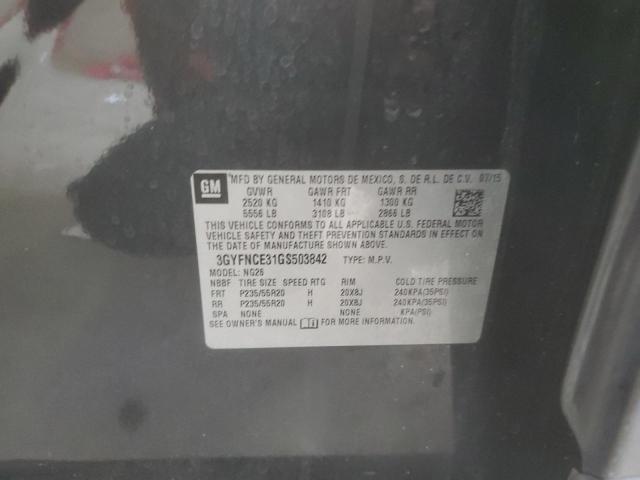 GM MFD BY GENERAL MOTORS DE MEXICO, S. DE R.L. DE C.V. 07/15
GVWR GAWR FRT GAWR RR
2520 KG 1410 KG 1300 KG
5556 LB 3108 LB 2866 LB
THIS VEHICLE CONFORMS TO ALL APPLICABLE U.S. FEDERAL MOTOR
VEHICLE SAFETY AND THEFT PREVENTION STANDARDS IN EFFECT ON
THE DATE OF MANUFACTURE SHOWN ABOVE.
3GYFNCE31GS503842 TYPE: M.P.V.
MODEL: NG26
NBBF TIRE SIZE SPEED RTG RIM COLD TIRE PRESSURE
FRT P235/55R20 H 20X8J 240KPA(35PSI)
RR P235/55R20 H 20X8J 240KPA(35PSI)
SPA NONE NONE KPA(PSI)
SEE OWNER'S MANUAL FOR MORE INFORMATION.